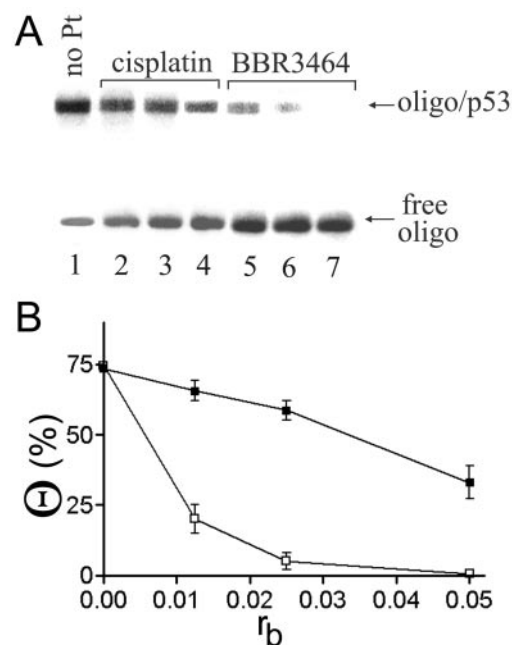 A
no Pt
cisplatin BBR3464
oligo/p53
free
oligo
1 2 3 4 5 6 7
B
75
50
25
0
Θ (%)
0.00 0.01 0.02 0.03 0.04 0.05
rb